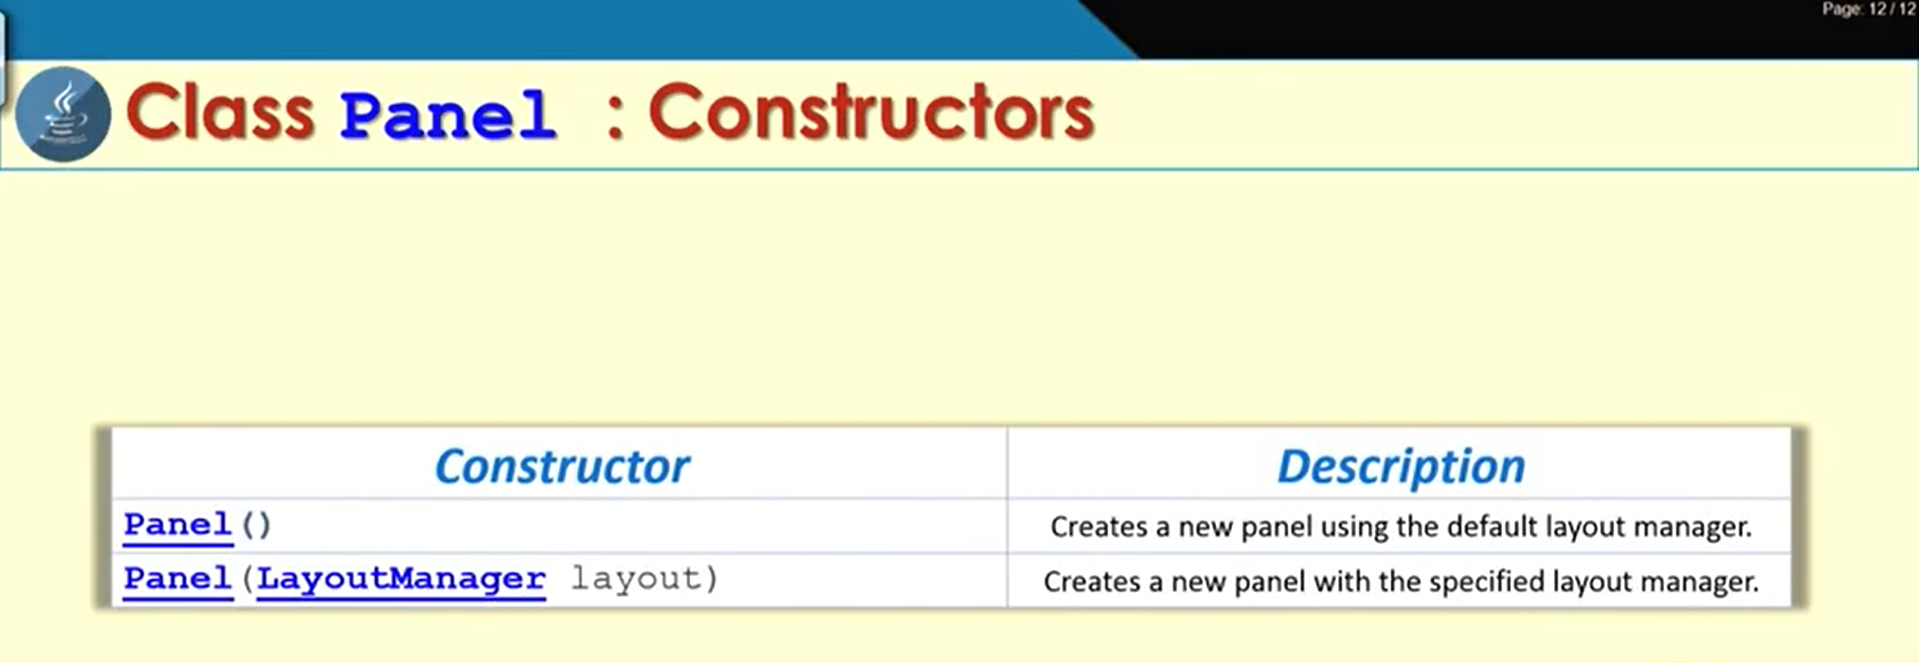 Page: 12 / 12
Class Panel : Constructors
Constructor Description
Panel() Creates a new panel using the default layout manager.
Panel(LayoutManager layout) Creates a new panel with the specified layout manager.